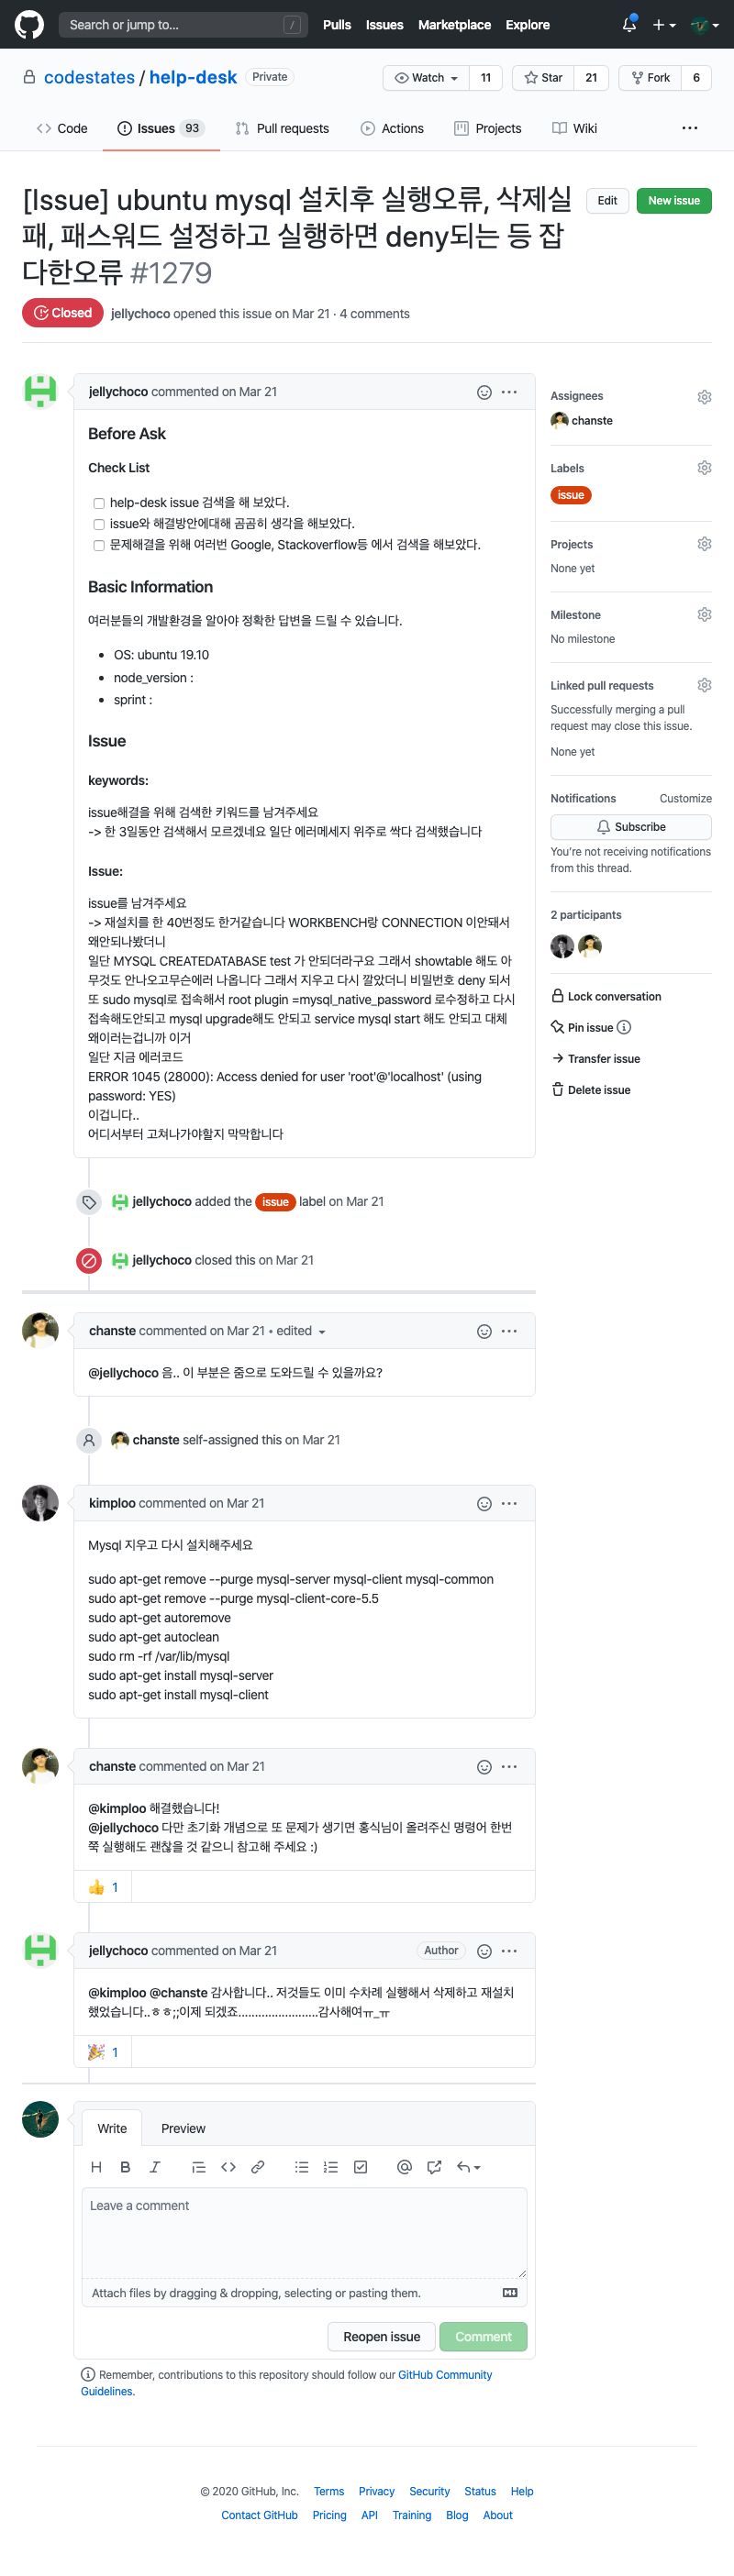 Search or jump to...
/
Pulls Issues Marketplace Explore
codestates / help-desk Private
Watch 11 Star 21 Fork 6
Code Issues 93 Pull requests Actions Projects Wiki
[Issue] ubuntu mysql 설치후 실행오류, 삭제실
패, 패스워드 설정하고 실행하면 deny되는 등 잡
다한오류 #1279
Edit New issue
Closed jellychoco opened this issue on Mar 21 · 4 comments
jellychoco commented on Mar 21
Before Ask
Check List
help-desk issue 검색을 해 보았다.
issue와 해결방안에대해 곰곰히 생각을 해보았다.
문제해결을 위해 여러번 Google, Stackoverflow등 에서 검색을 해보았다.
Basic Information
여러분들의 개발환경을 알아야 정확한 답변을 드릴 수 있습니다.
• OS: ubuntu 19.10
• node_version :
• sprint :
Issue
keywords:
issue해결을 위해 검색한 키워드를 남겨주세요
-> 한 3일동안 검색해서 모르겠네요 일단 에러메세지 위주로 싹다 검색했습니다
Issue:
issue를 남겨주세요
-> 재설치를 한 40번정도 한거같습니다 WORKBENCH랑 CONNECTION 이안돼서
왜안되나봤더니
일단 MYSQL CREATEDATABASE test 가 안되더라구요 그래서 showtable 해도 아
무것도 안나오고무슨에러 나옵니다 그래서 지우고 다시 깔았더니 비밀번호 deny 되서
또 sudo mysql로 접속해서 root plugin =mysql_native_password 로수정하고 다시
접속해도안되고 mysql upgrade해도 안되고 service mysql start 해도 안되고 대체
왜이러는겁니까 이거
일단 지금 에러코드
ERROR 1045 (28000): Access denied for user 'root'@'localhost' (using
password: YES)
이겁니다..
어디서부터 고쳐나가야할지 막막합니다
Assignees
chanste
Labels
issue
Projects
None yet
Milestone
No milestone
Linked pull requests
Successfully merging a pull
request may close this issue.
None yet
Notifications Customize
Subscribe
You're not receiving notifications
from this thread.
2 participants
Lock conversation
Pin issue
Transfer issue
Delete issue
jellychoco added the issue label on Mar 21
jellychoco closed this on Mar 21
chanste commented on Mar 21 • edited
@jellychoco 음.. 이 부분은 줌으로 도와드릴 수 있을까요?
chanste self-assigned this on Mar 21
kimploo commented on Mar 21
Mysql 지우고 다시 설치해주세요
sudo apt-get remove --purge mysql-server mysql-client mysql-common
sudo apt-get remove --purge mysql-client-core-5.5
sudo apt-get autoremove
sudo apt-get autoclean
sudo rm -rf /var/lib/mysql
sudo apt-get install mysql-server
sudo apt-get install mysql-client
chanste commented on Mar 21
@kimploo 해결했습니다!
@jellychoco 다만 초기화 개념으로 또 문제가 생기면 홍식님이 올려주신 명령어 한번
쭉 실행해도 괜찮을 것 같으니 참고해 주세요 :)
👍 1
jellychoco commented on Mar 21 Author
@kimploo @chanste 감사합니다.. 저것들도 이미 수차례 실행해서 삭제하고 재설치
했었습니다..ㅎㅎ;;이제 되겠죠........................감사해여ㅠ_ㅠ
🎉 1
Write Preview
Leave a comment
Attach files by dragging & dropping, selecting or pasting them.
Reopen issue Comment
Remember, contributions to this repository should follow our GitHub Community
Guidelines.
© 2020 GitHub, Inc. Terms Privacy Security Status Help
Contact GitHub Pricing API Training Blog About